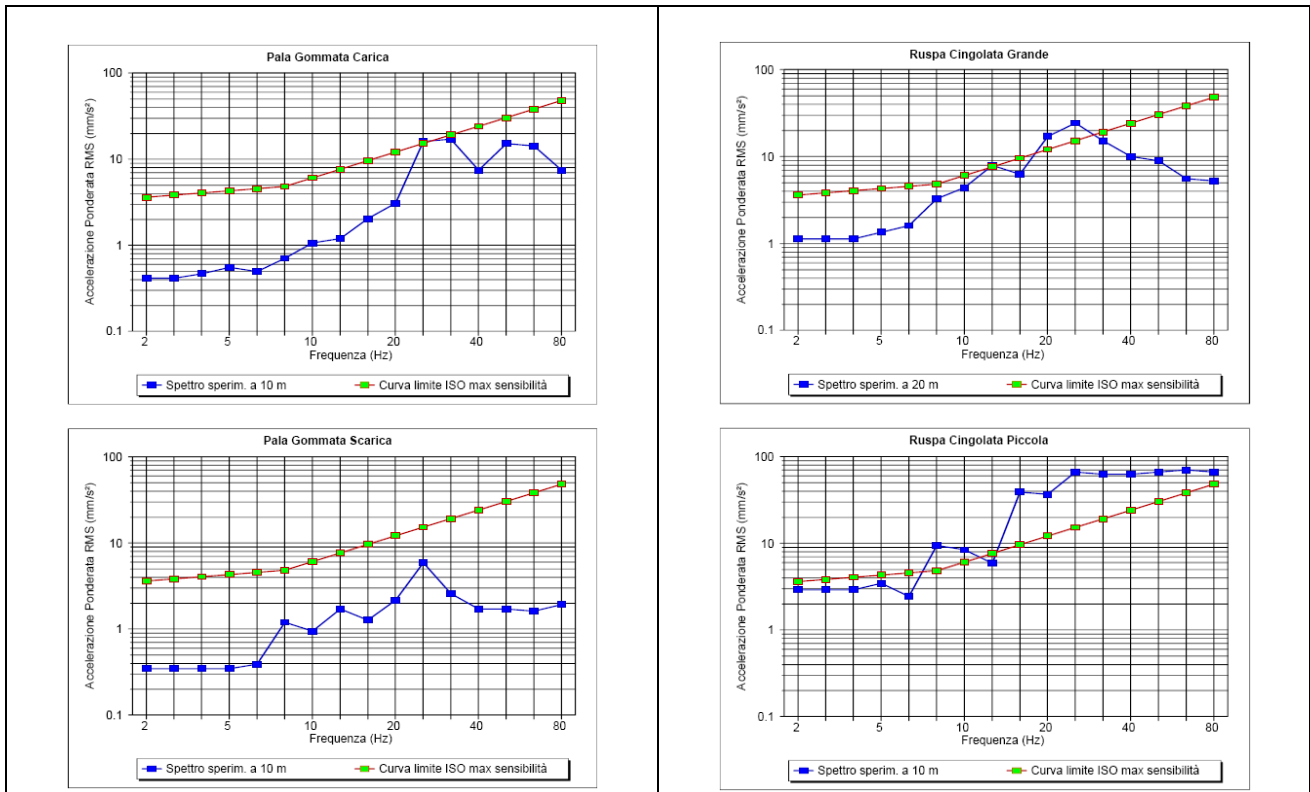 Pala Gommata Carica
Accelerazione Ponderata RMS (mm/s²)
100
10
1
0.1
2 5 10 20 40 80
Frequenza (Hz)
Spettro sperim. a 10 m Curva limite ISO max sensibilità
Ruspa Cingolata Grande
Accelerazione Ponderata RMS (mm/s²)
100
10
1
0.1
2 5 10 20 40 80
Frequenza (Hz)
Spettro sperim. a 20 m Curva limite ISO max sensibilità
Pala Gommata Scarica
Accelerazione Ponderata RMS (mm/s²)
100
10
1
0.1
2 5 10 20 40 80
Frequenza (Hz)
Spettro sperim. a 10 m Curva limite ISO max sensibilità
Ruspa Cingolata Piccola
Accelerazione Ponderata RMS (mm/s²)
100
10
1
0.1
2 5 10 20 40 80
Frequenza (Hz)
Spettro sperim. a 10 m Curva limite ISO max sensibilità